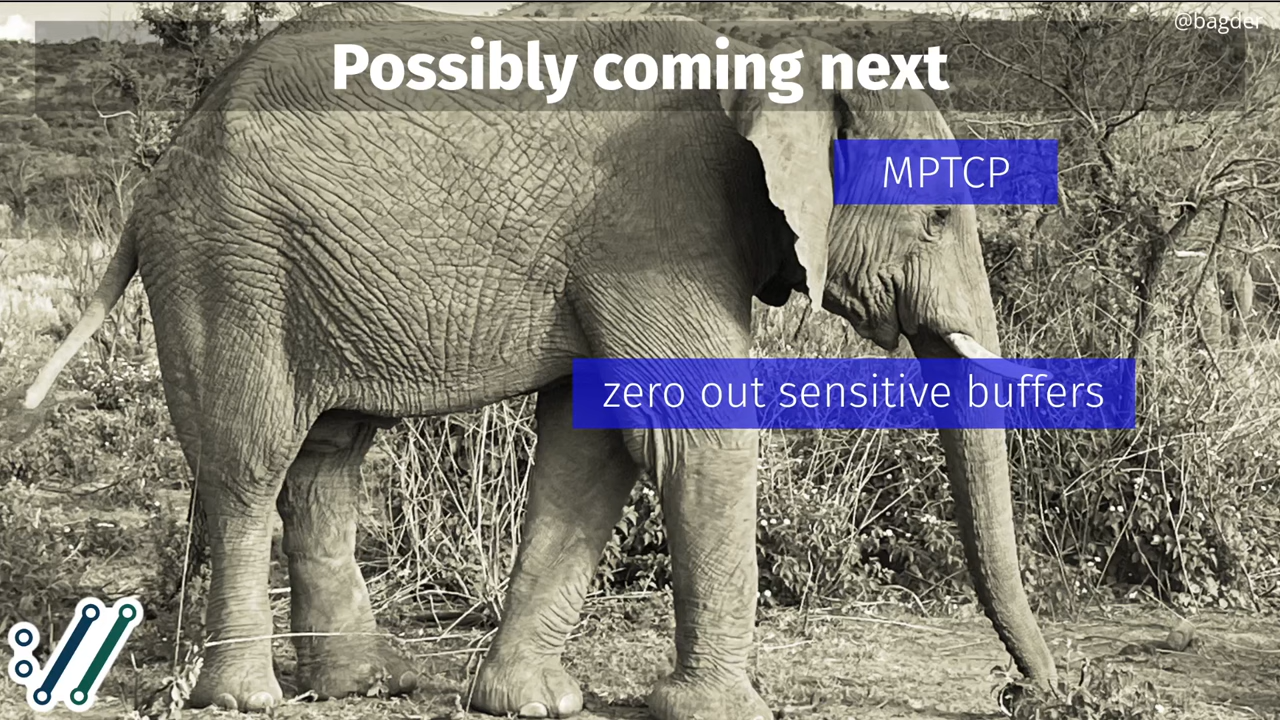 @bagder
Possibly coming next
MPTCP
zero out sensitive buffers